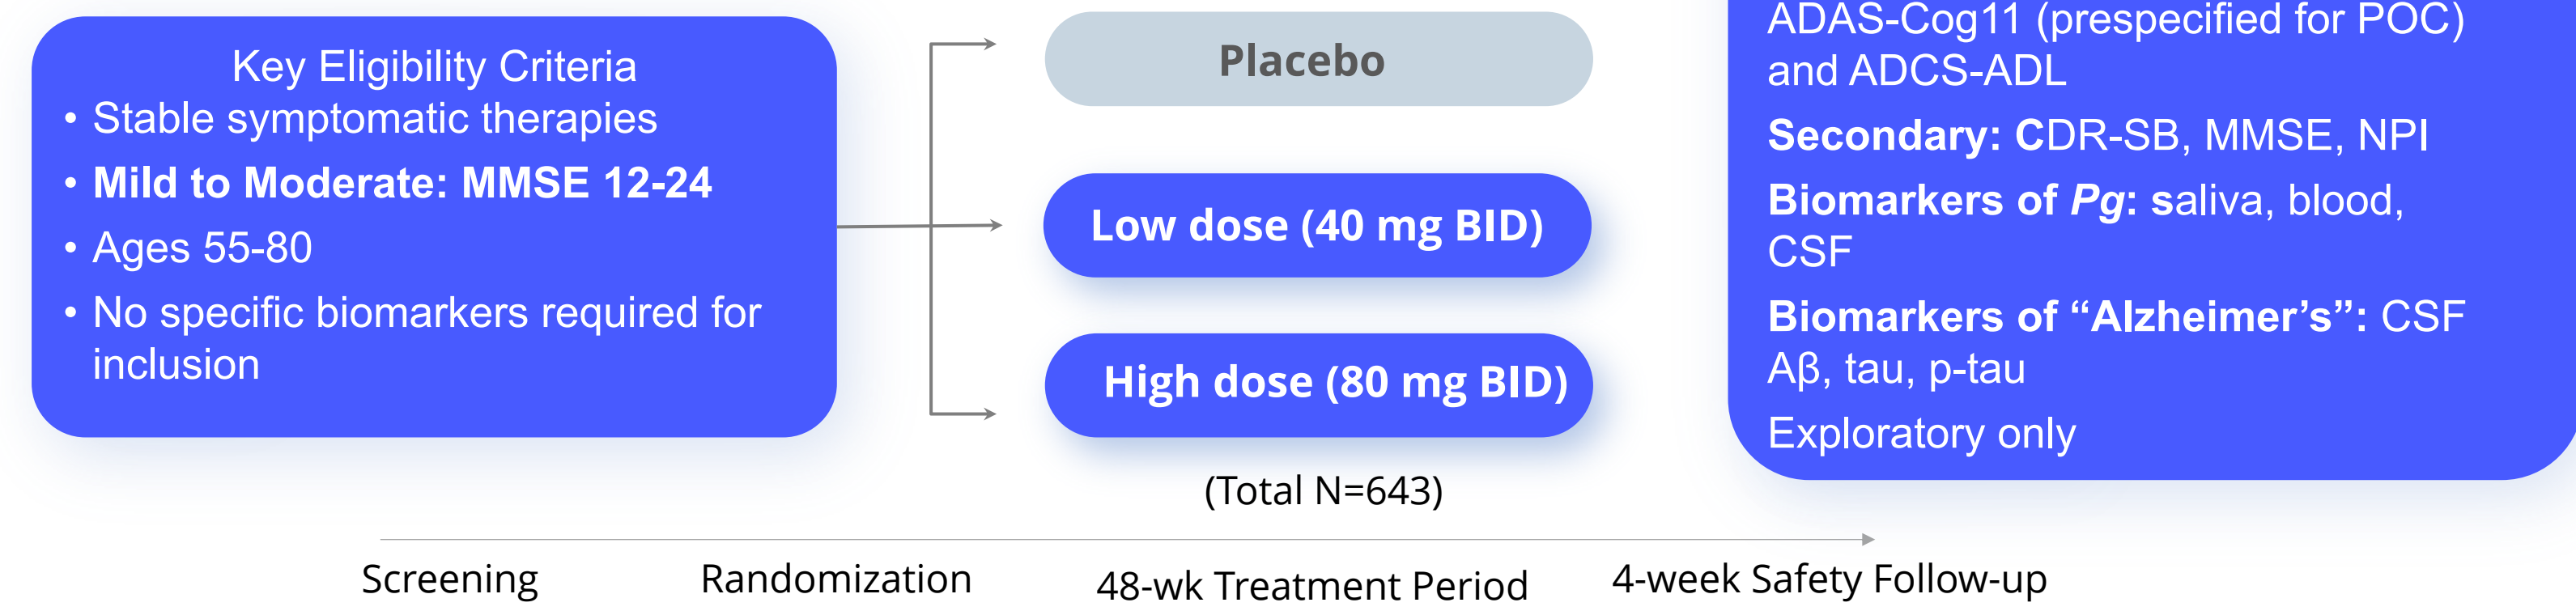 Key Eligibility Criteria
• Stable symptomatic therapies
• Mild to Moderate: MMSE 12-24
• Ages 55-80
• No specific biomarkers required for
inclusion
Placebo
Low dose (40 mg BID)
High dose (80 mg BID)
(Total N=643)
ADAS-Cog11 (prespecified for POC)
and ADCS-ADL
Secondary: CDR-SB, MMSE, NPI
Biomarkers of Pg: saliva, blood,
CSF
Biomarkers of “Alzheimer’s”: CSF
Aβ, tau, p-tau
Exploratory only
Screening
Randomization
48-wk Treatment Period
4-week Safety Follow-up